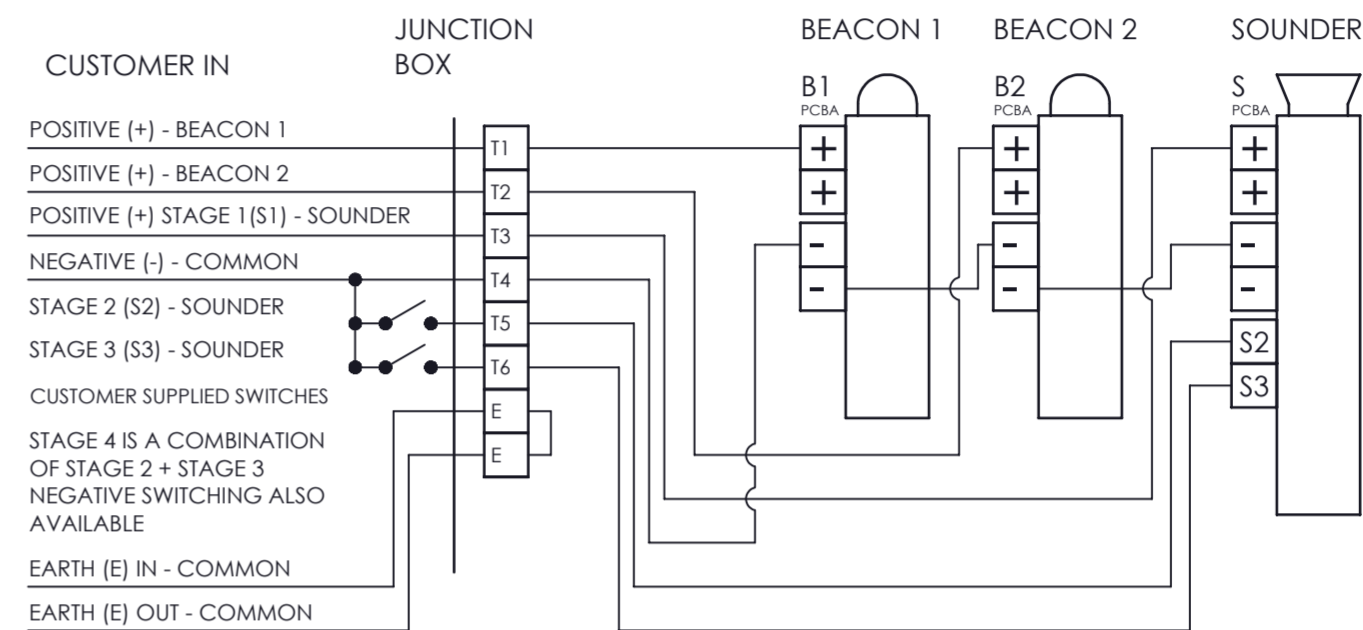 JUNCTION
BOX
BEACON 1
BEACON 2
SOUNDER
CUSTOMER IN
B1
PCBA
B2
PCBA
S
PCBA
POSITIVE (+) - BEACON 1
POSITIVE (+) - BEACON 2
POSITIVE (+) STAGE 1(S1) - SOUNDER
NEGATIVE (-) - COMMON
STAGE 2 (S2) - SOUNDER
STAGE 3 (S3) - SOUNDER
CUSTOMER SUPPLIED SWITCHES
STAGE 4 IS A COMBINATION
OF STAGE 2 + STAGE 3
NEGATIVE SWITCHING ALSO
AVAILABLE
EARTH (E) IN - COMMON
EARTH (E) OUT - COMMON
T1
T2
T3
T4
T5
T6
E
E
+
+
-
-
+
+
-
-
+
+
-
-
S2
S3